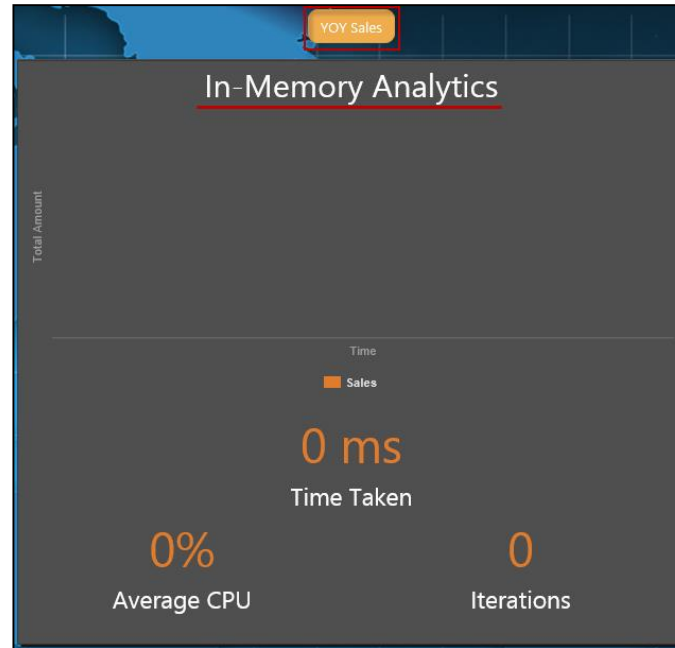 YOY Sales
In-Memory Analytics
Total Amount
Time
Sales
0 ms
Time Taken
0%
0
Average CPU
Iterations